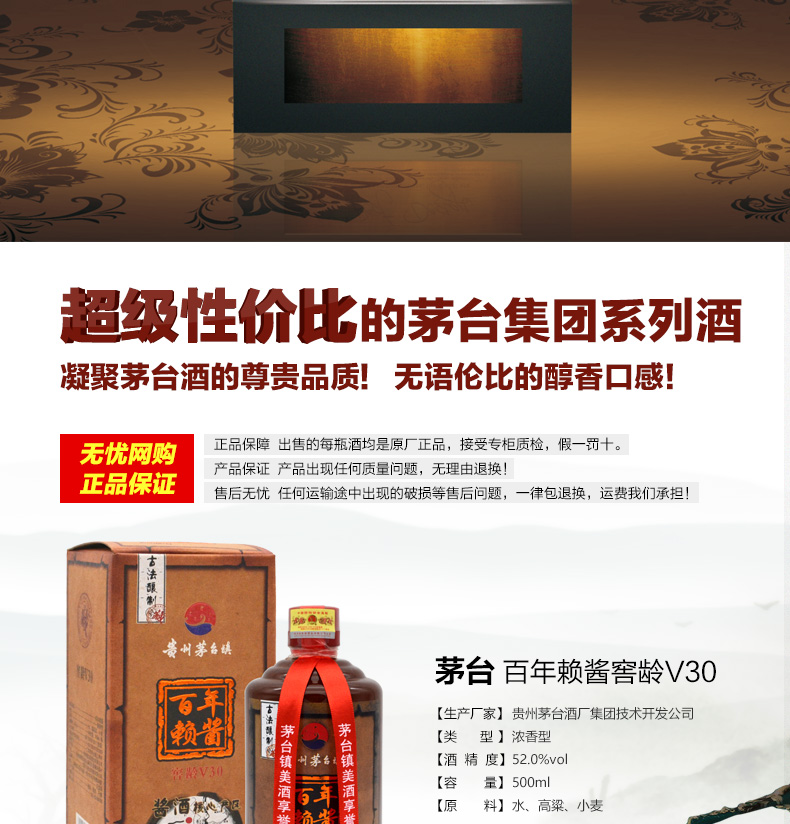 超级性价比的茅台集团系列酒
凝聚茅台酒的尊贵品质! 无语伦比的醇香口感!
无忧网购
正品保证
正品保障 出售的每瓶酒均是原厂正品，接受专柜质检，假一罚十。
产品保证 产品出现任何质量问题，无理由退换!
售后无忧 任何运输途中出现的破损等售后问题，一律包退换，运费我们承担!
古法酿制
贵州茅台镇
百年
赖酱
窖龄V30
窖龄V30
酱酒核心
古法酿制
州茅台镇
百年
茅台镇美酒享誉
茅台镇美酒享誉
茅台 百年赖酱窖龄V30
【生产厂家】贵州茅台酒厂集团技术开发公司
【类 型】浓香型
【酒 精 度】52.0%vol
【容 量】500ml
【原 料】水、高粱、小麦